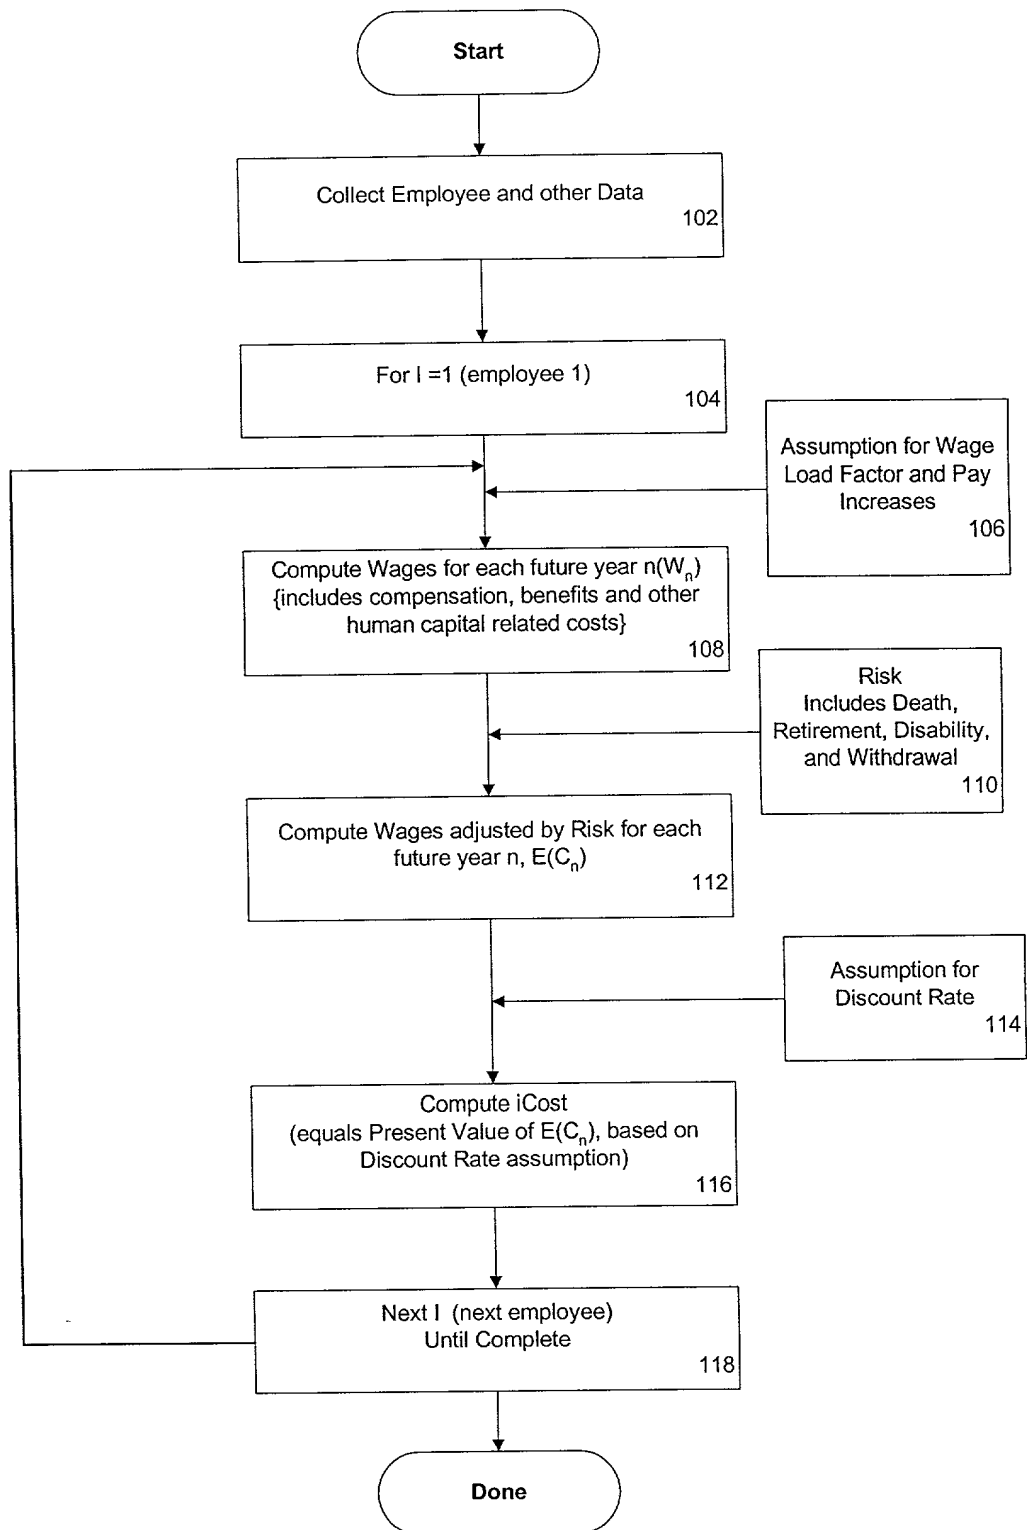 Start
Collect Employee and other Data
102
For I =1 (employee 1)
104
Assumption for Wage
Load Factor and Pay
Increases
106
Compute Wages for each future year n(Wₙ)
{includes compensation, benefits and other
human capital related costs}
108
Risk
Includes Death,
Retirement, Disability,
and Withdrawal
110
Compute Wages adjusted by Risk for each
future year n, E(Cₙ)
112
Assumption for
Discount Rate
114
Compute iCost
(equals Present Value of E(Cₙ), based on
Discount Rate assumption)
116
Next I (next employee)
Until Complete
118
Done